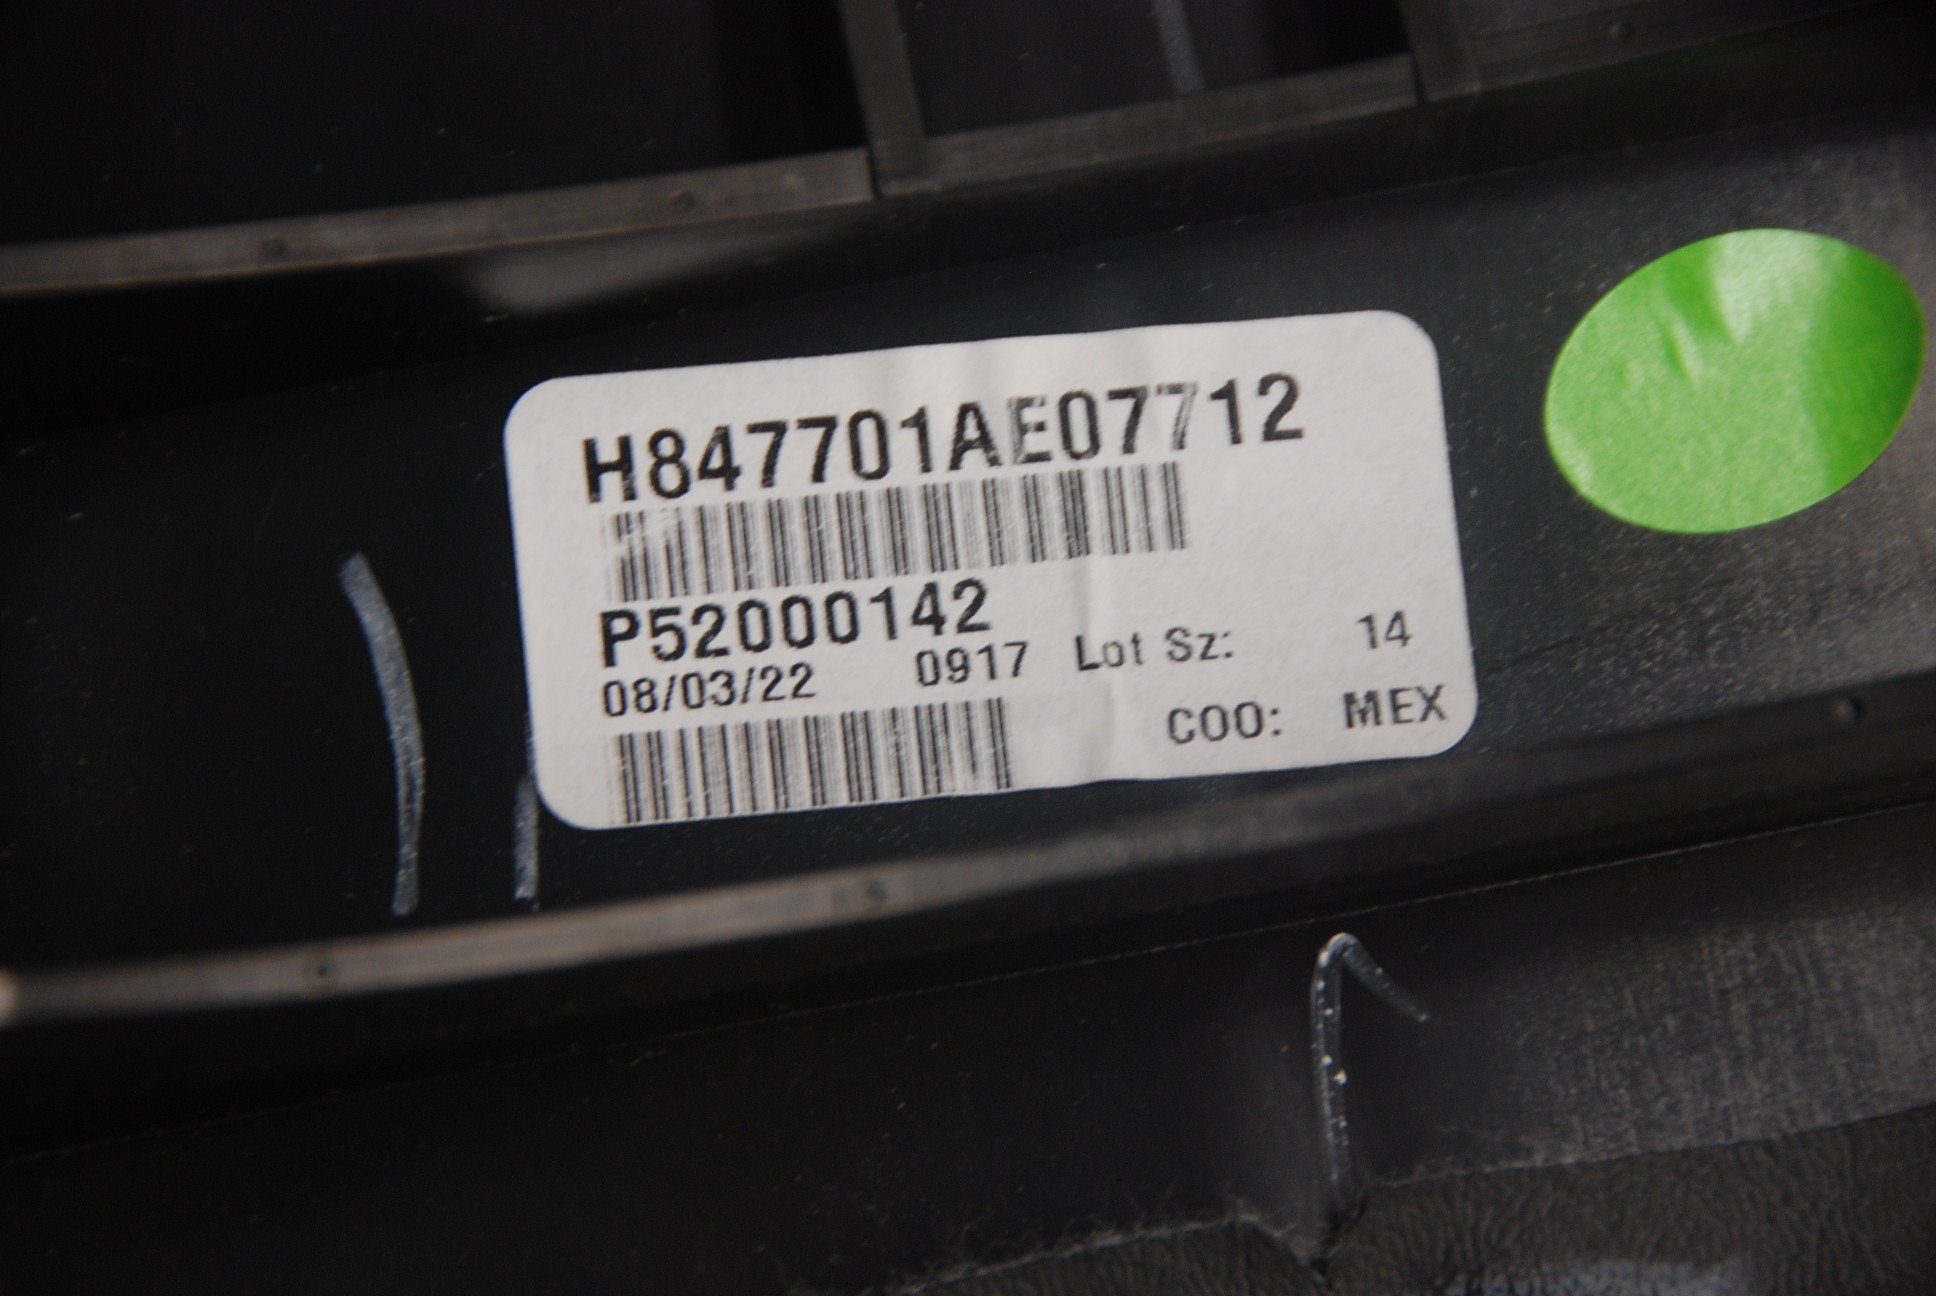 H847701AE07712
P52000142
08/03/22 0917 Lot Sz: 14
COO: MEX